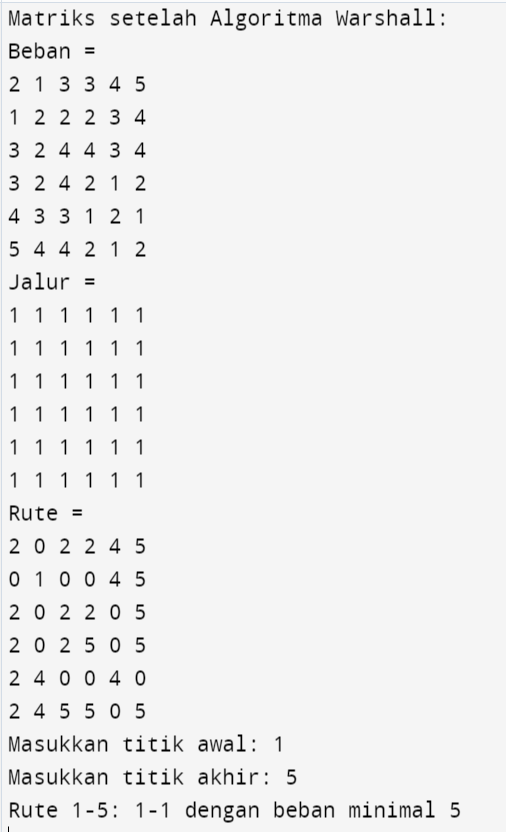 Matriks setelah Algoritma Warshall:
Beban =
2 1 3 3 4 5
1 2 2 2 3 4
3 2 4 4 3 4
3 2 4 2 1 2
4 3 3 1 2 1
5 4 4 2 1 2
Jalur =
1 1 1 1 1 1
1 1 1 1 1 1
1 1 1 1 1 1
1 1 1 1 1 1
1 1 1 1 1 1
1 1 1 1 1 1
Rute =
2 0 2 2 4 5
0 1 0 0 4 5
2 0 2 2 0 5
2 0 2 5 0 5
2 4 0 0 4 0
2 4 5 5 0 5
Masukkan titik awal: 1
Masukkan titik akhir: 5
Rute 1-5: 1-1 dengan beban minimal 5